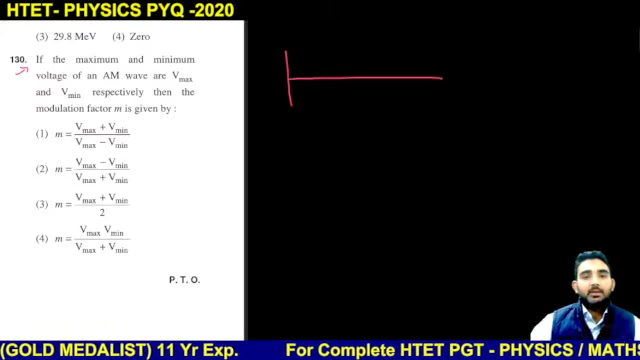 HTET- PHYSICS PYQ -2020
(3) 29.8 MeV (4) Zero
130. If the maximum and minimum
voltage of an AM wave are Vmax
and Vmin respectively then the
modulation factor m is given by :
(1) m = Vmax + Vmin / Vmax − Vmin
(2) m = Vmax − Vmin / Vmax + Vmin
(3) m = Vmax + Vmin / 2
(4) m = Vmax Vmin / Vmax + Vmin
P. T. O.
(GOLD MEDALIST) 11 Yr Exp. For Complete HTET PGT - PHYSICS / MATHS